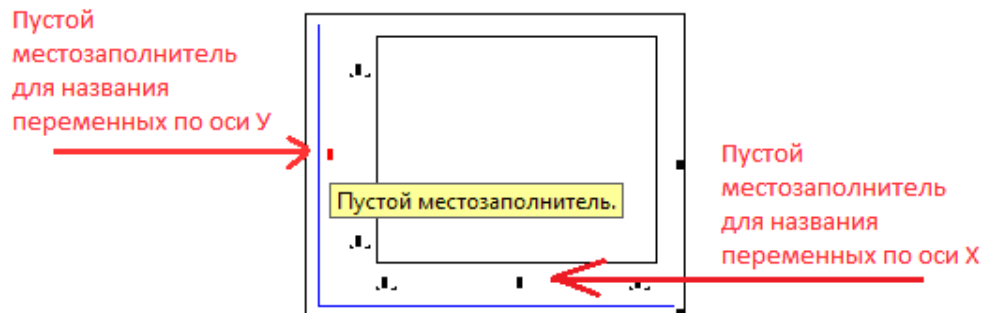 Пустой
местозаполнитель
для названия
переменных по оси У
Пустой местозаполнитель.
Пустой
местозаполнитель
для названия
переменных по оси Х